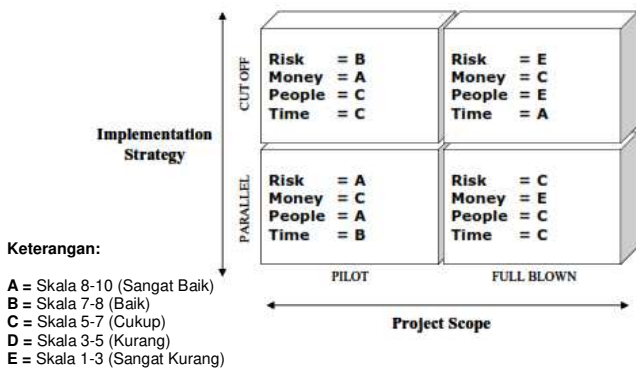 CUT OFF
Risk = B
Money = A
People = C
Time = C
Risk = E
Money = C
People = E
Time = A
Implementation
Strategy
PARALLEL
Risk = A
Money = C
People = A
Time = B
Risk = C
Money = E
People = C
Time = C
PILOT
FULL BLOWN
Project Scope
Keterangan:
A = Skala 8-10 (Sangat Baik)
B = Skala 7-8 (Baik)
C = Skala 5-7 (Cukup)
D = Skala 3-5 (Kurang)
E = Skala 1-3 (Sangat Kurang)